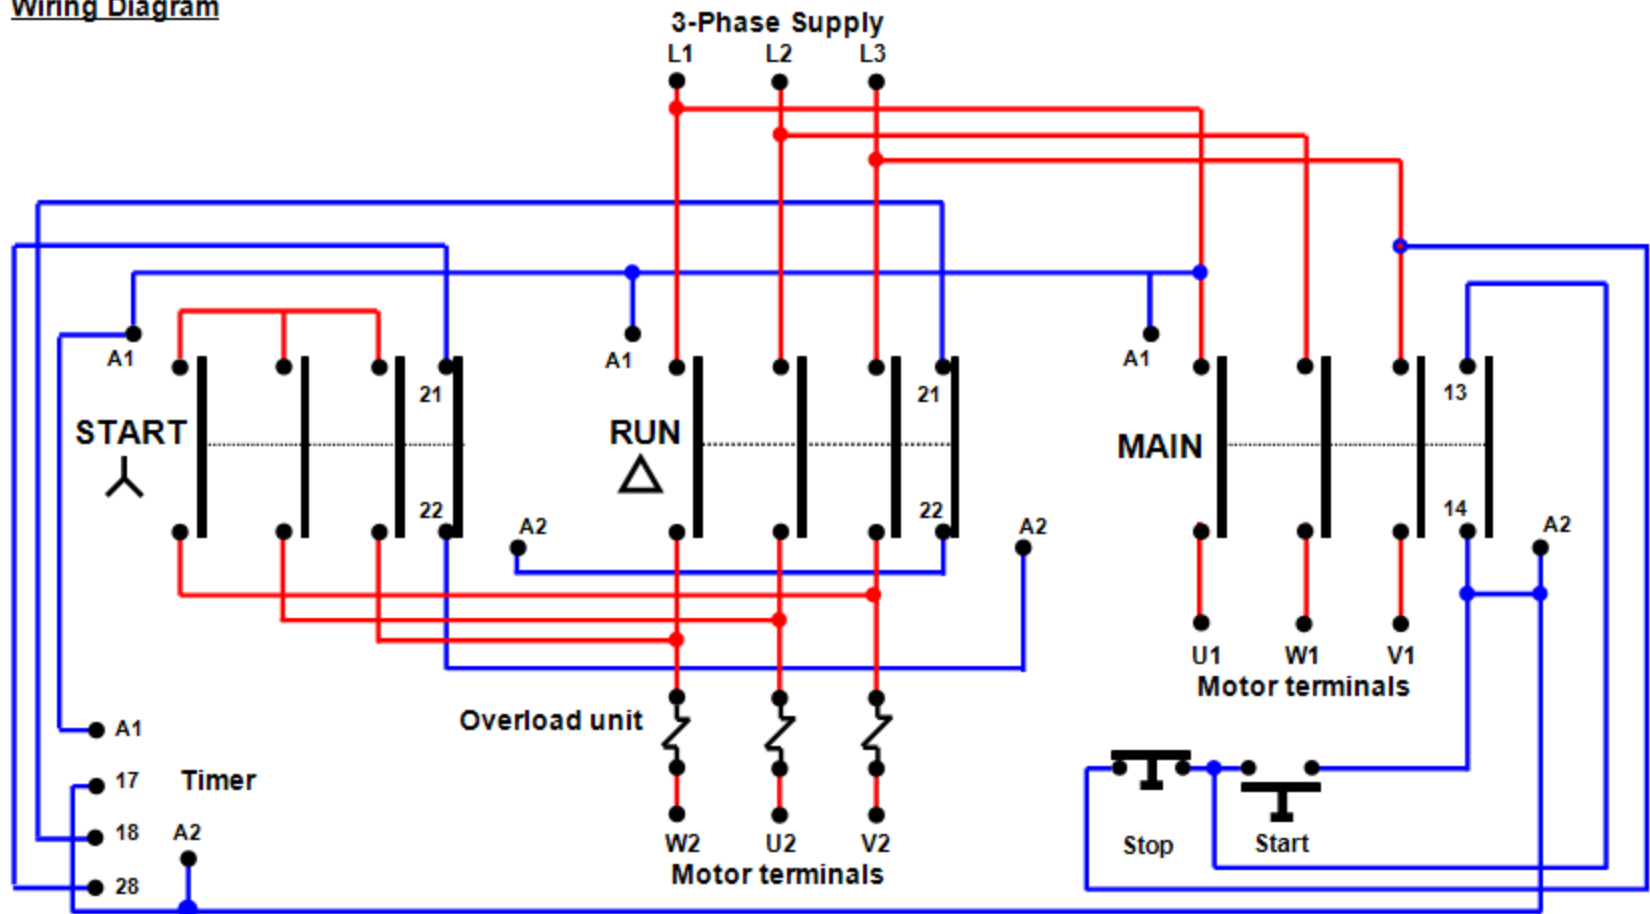 Wiring Diagram
3-Phase Supply
L1 L2 L3
A1 A1 A1
21 21 13
START RUN MAIN
22 22 14
A2 A2 A2
U1 W1 V1
Motor terminals
Overload unit
A1
17 Timer
18 A2
28
W2 U2 V2
Motor terminals
Stop Start